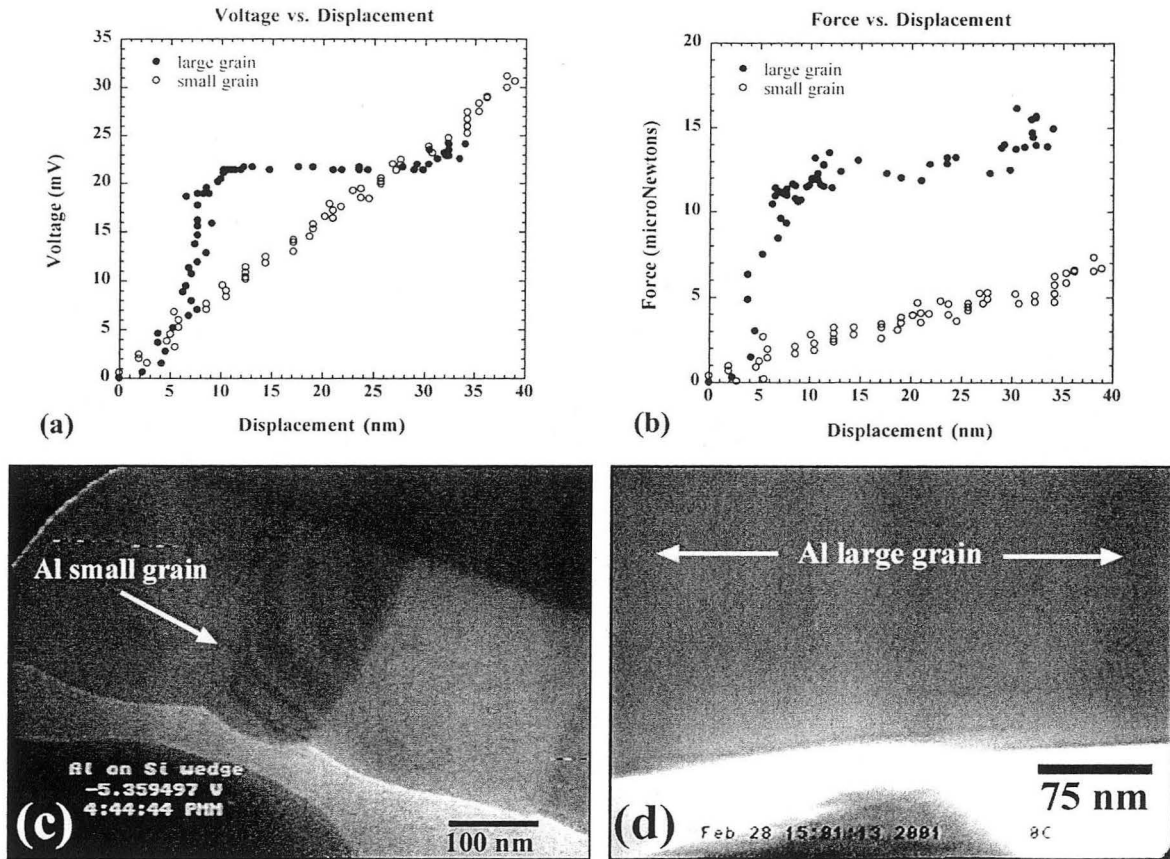 Voltage vs. Displacement
35
30
25
20
15
10
5
0
large grain
small grain
Voltage (mV)
0 5 10 15 20 25 30 35 40
(a)
Displacement (nm)
Force vs. Displacement
20
15
10
5
0
large grain
small grain
Force (microNewtons)
0 5 10 15 20 25 30 35 40
(b)
Displacement (nm)
Al small grain
Al on Si wedge
-5.359497 V
4:44:44 PMM
(c)
100 nm
Al large grain
75 nm
(d)
Feb 28 15:01:13 2001 0C